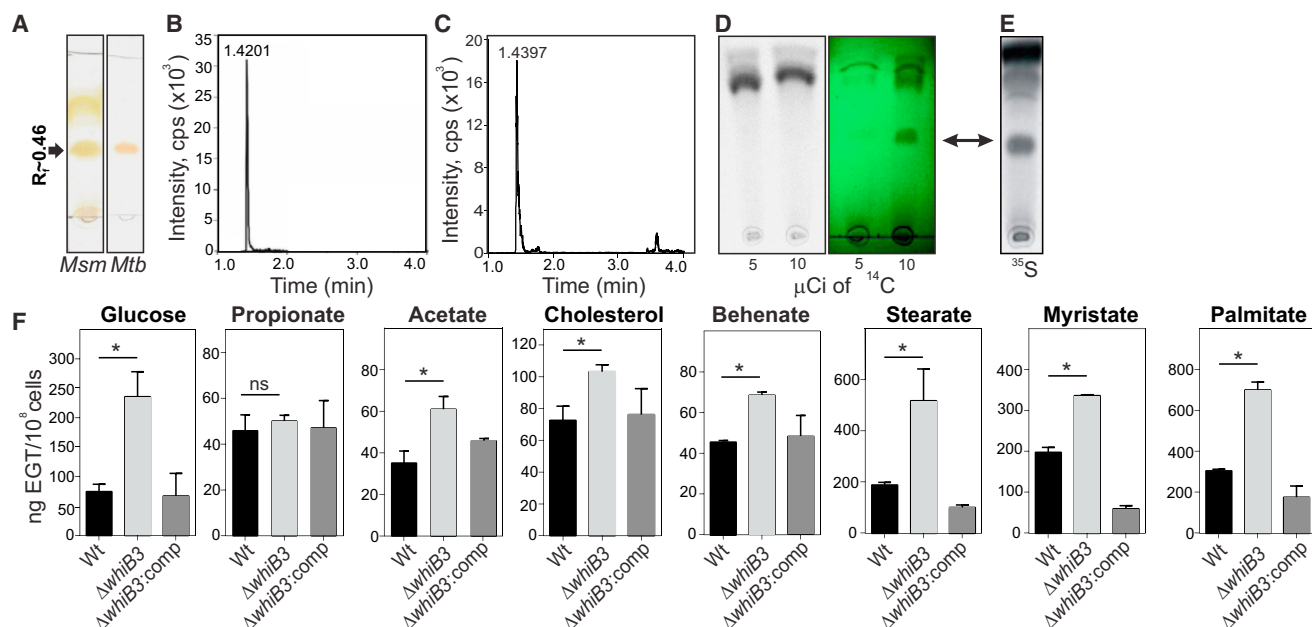 A
Rf~0.46
Msm Mtb
B
Intensity, cps (x10³)
35
30
25
20
15
10
5
0
1.4201
1.0 2.0 3.0 4.0
Time (min)
C
Intensity, cps (x10³)
20
16
12
8
4
0
1.4397
1.0 2.0 3.0 4.0
Time (min)
D
5 10 5 10
μCi of ¹⁴C
E
³⁵S
F
ng EGT/10⁸ cells
Glucose
300
250
200
150
100
50
0
*
Wt
ΔwhiB3
ΔwhiB3:comp
Propionate
80
60
40
20
0
ns
Wt
ΔwhiB3
ΔwhiB3:comp
Acetate
80
60
40
20
0
*
Wt
ΔwhiB3
ΔwhiB3:comp
Cholesterol
120
100
80
60
40
20
0
*
Wt
ΔwhiB3
ΔwhiB3:comp
Behenate
80
60
40
20
0
*
Wt
ΔwhiB3
ΔwhiB3:comp
Stearate
600
400
200
0
*
Wt
ΔwhiB3
ΔwhiB3:comp
Myristate
400
300
200
100
0
*
Wt
ΔwhiB3
ΔwhiB3:comp
Palmitate
800
600
400
200
0
*
Wt
ΔwhiB3
ΔwhiB3:comp